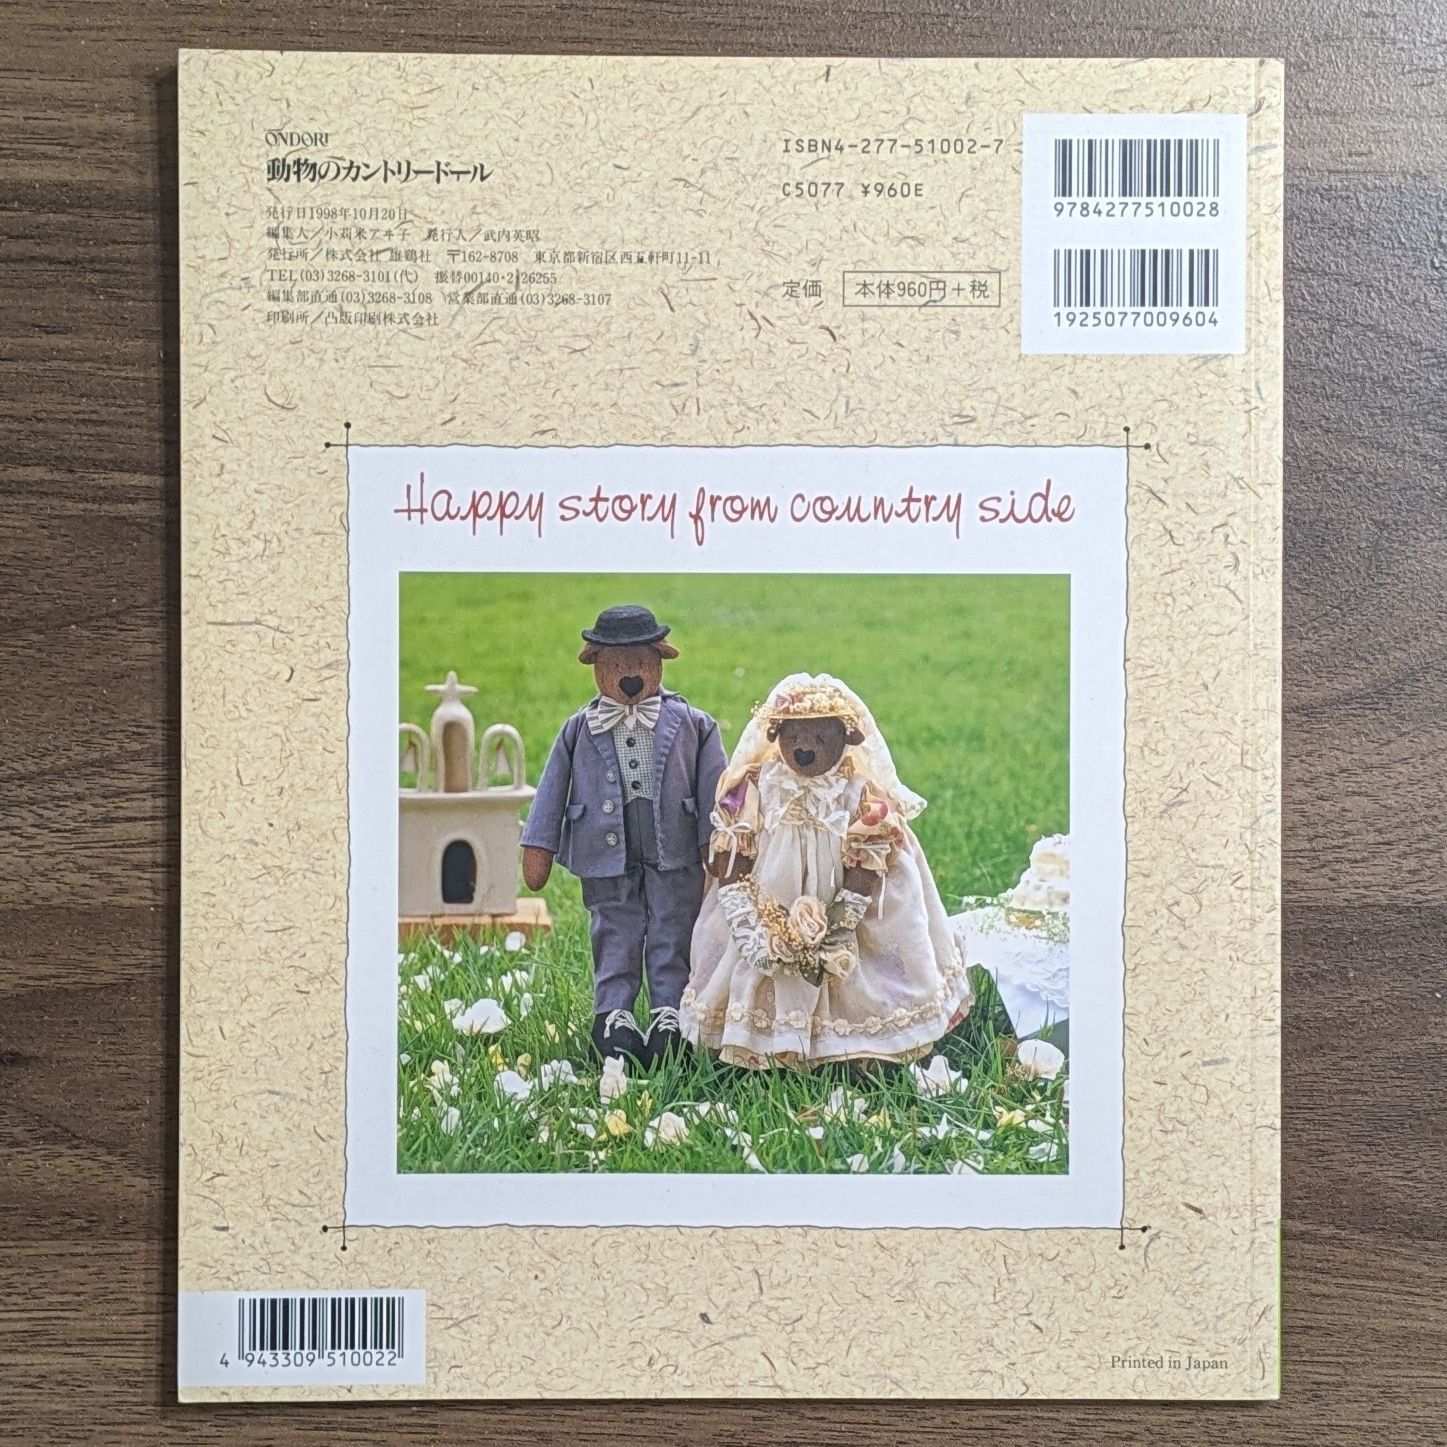 ONDORI
動物のカントリードール
発行日1998年10月20日
編集人／小苅米アヰ子　発行人／武内英昭
発行所／株式会社 雄鶏社　〒162-8708　東京都新宿区西五軒町11-11
TEL(03)3268-3101(代)　振替00140・2・26255
編集部直通(03)3268-3108　営業部直通(03)3268-3107
印刷所／凸版印刷株式会社
ISBN4-277-51002-7
C5077 ¥960E
定価　本体960円＋税
9784277510028
1925077009604
Happy story from country side
4 943309 510022
Printed in Japan